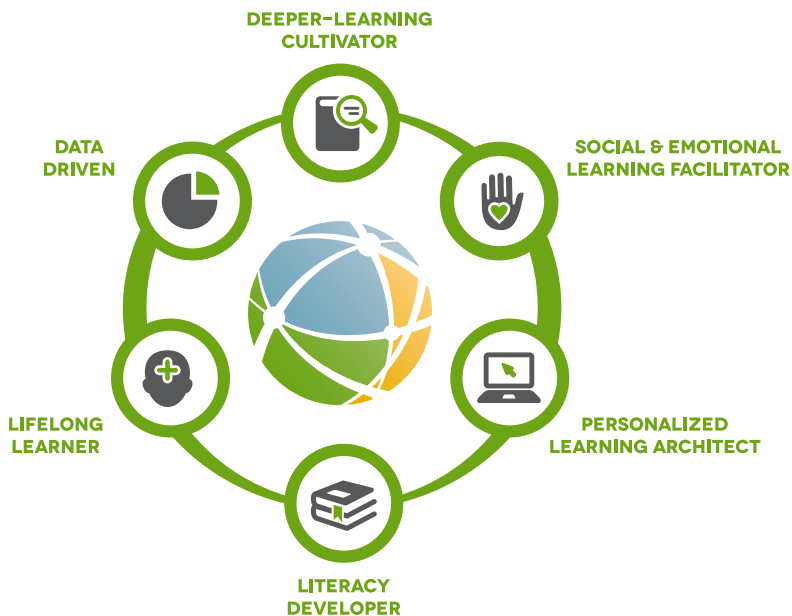 DEEPER-LEARNING
CULTIVATOR
SOCIAL & EMOTIONAL
LEARNING FACILITATOR
PERSONALIZED
LEARNING ARCHITECT
LITERACY
DEVELOPER
LIFELONG
LEARNER
DATA
DRIVEN